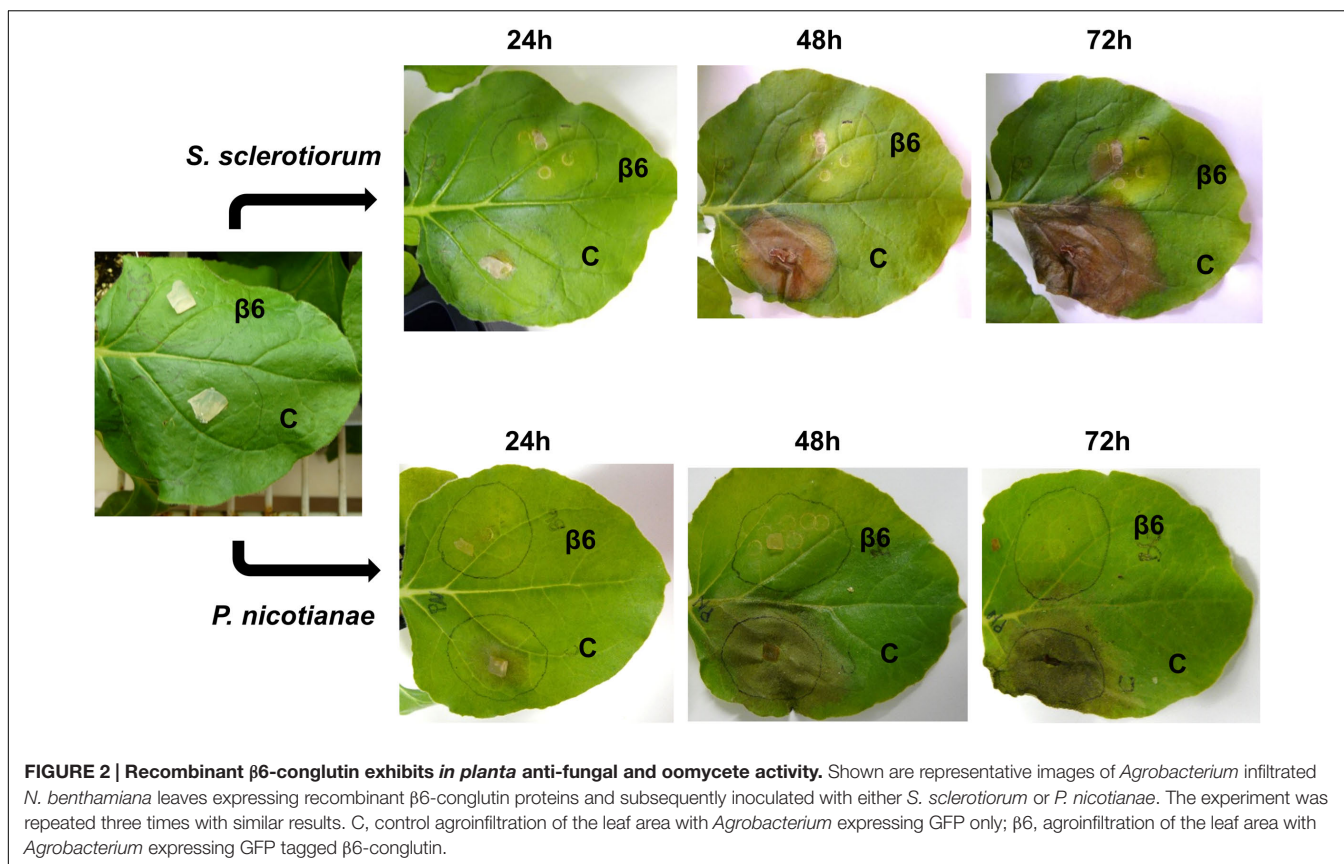 24h 48h 72h
S. sclerotiorum
β6 β6 β6
β6
C C C
C
24h 48h 72h
β6 β6 β6
P. nicotianae
C C C
FIGURE 2 | Recombinant β6-conglutin exhibits in planta anti-fungal and oomycete activity. Shown are representative images of Agrobacterium infiltrated
N. benthamiana leaves expressing recombinant β6-conglutin proteins and subsequently inoculated with either S. sclerotiorum or P. nicotianae. The experiment was
repeated three times with similar results. C, control agroinfiltration of the leaf area with Agrobacterium expressing GFP only; β6, agroinfiltration of the leaf area with
Agrobacterium expressing GFP tagged β6-conglutin.